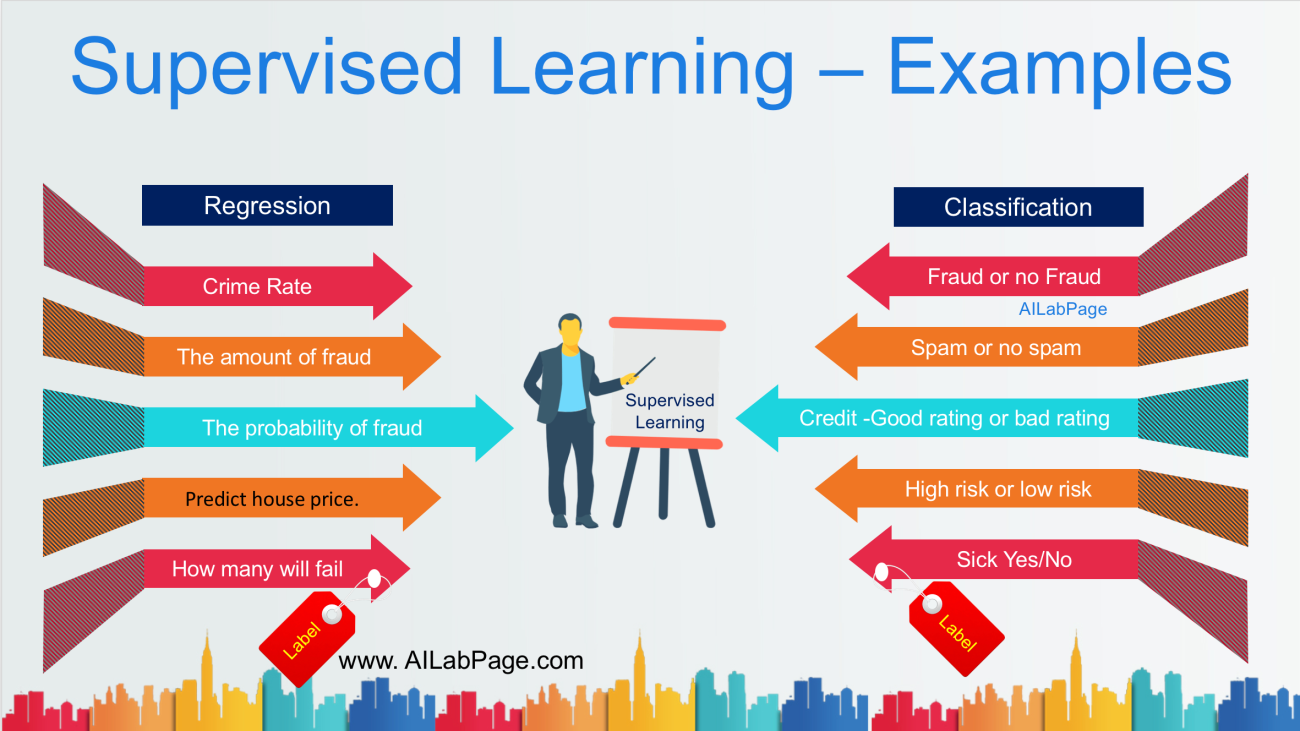 Supervised Learning – Examples
Regression
Crime Rate
The amount of fraud
The probability of fraud
Predict house price.
How many will fail
Label
www. AILabPage.com
Supervised
Learning
Classification
Fraud or no Fraud
AILabPage
Spam or no spam
Credit -Good rating or bad rating
High risk or low risk
Sick Yes/No
Label